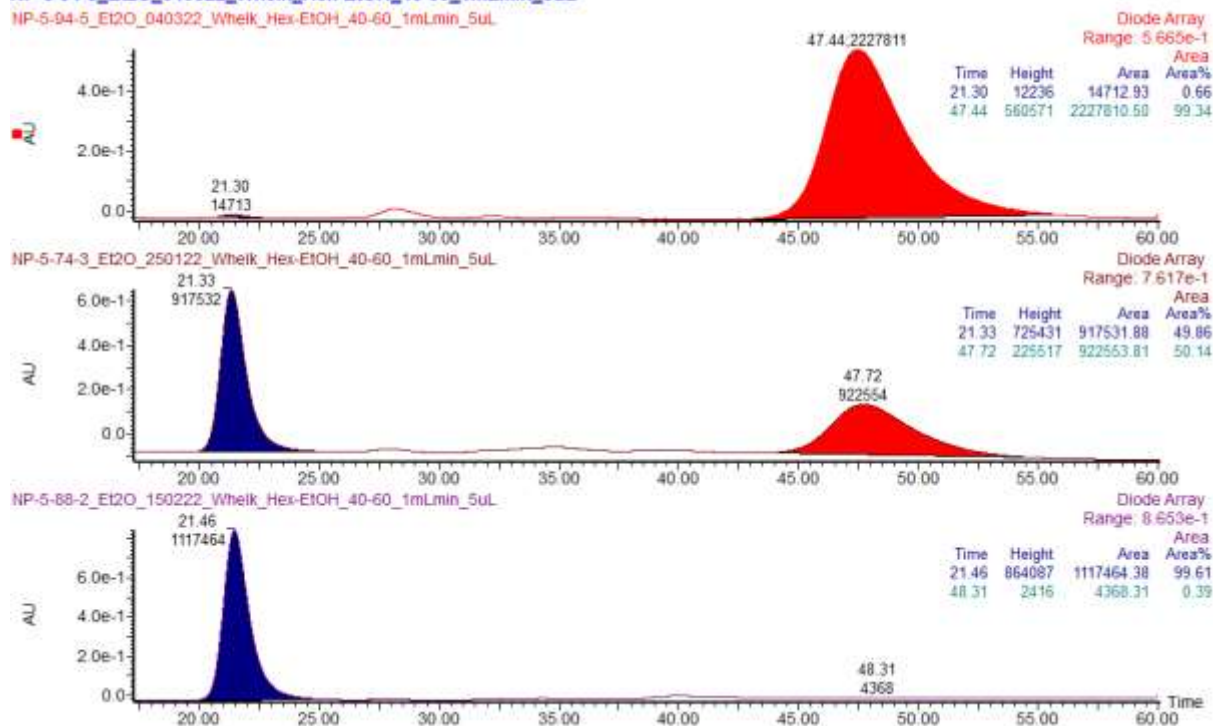 NP-5-94-5_Et2O_040322_Whelk_Hex-EtOH_40-60_1mLmin_5uL
Diode Array
Range: 5.665e-1
Area
47.44;2227811
Time Height Area Area%
21.30 12236 14712.93 0.66
47.44 560571 2227810.50 99.34
4.0e-1
AU
2.0e-1
21.30
14713
0.0
20.00 25.00 30.00 35.00 40.00 45.00 50.00 55.00 60.00
NP-5-74-3_Et2O_250122_Whelk_Hex-EtOH_40-60_1mLmin_5uL
Diode Array
Range: 7.617e-1
Area
21.33
917532
Time Height Area Area%
21.33 725431 917531.88 49.86
47.72 225517 922553.81 50.14
6.0e-1
4.0e-1
AU
2.0e-1
47.72
922554
0.0
20.00 25.00 30.00 35.00 40.00 45.00 50.00 55.00 60.00
NP-5-88-2_Et2O_150222_Whelk_Hex-EtOH_40-60_1mLmin_5uL
Diode Array
Range: 8.653e-1
Area
21.46
1117464
Time Height Area Area%
21.46 864087 1117464.38 99.61
48.31 2416 4368.31 0.39
6.0e-1
4.0e-1
AU
2.0e-1
48.31
4368
0.0
Time
20.00 25.00 30.00 35.00 40.00 45.00 50.00 55.00 60.00